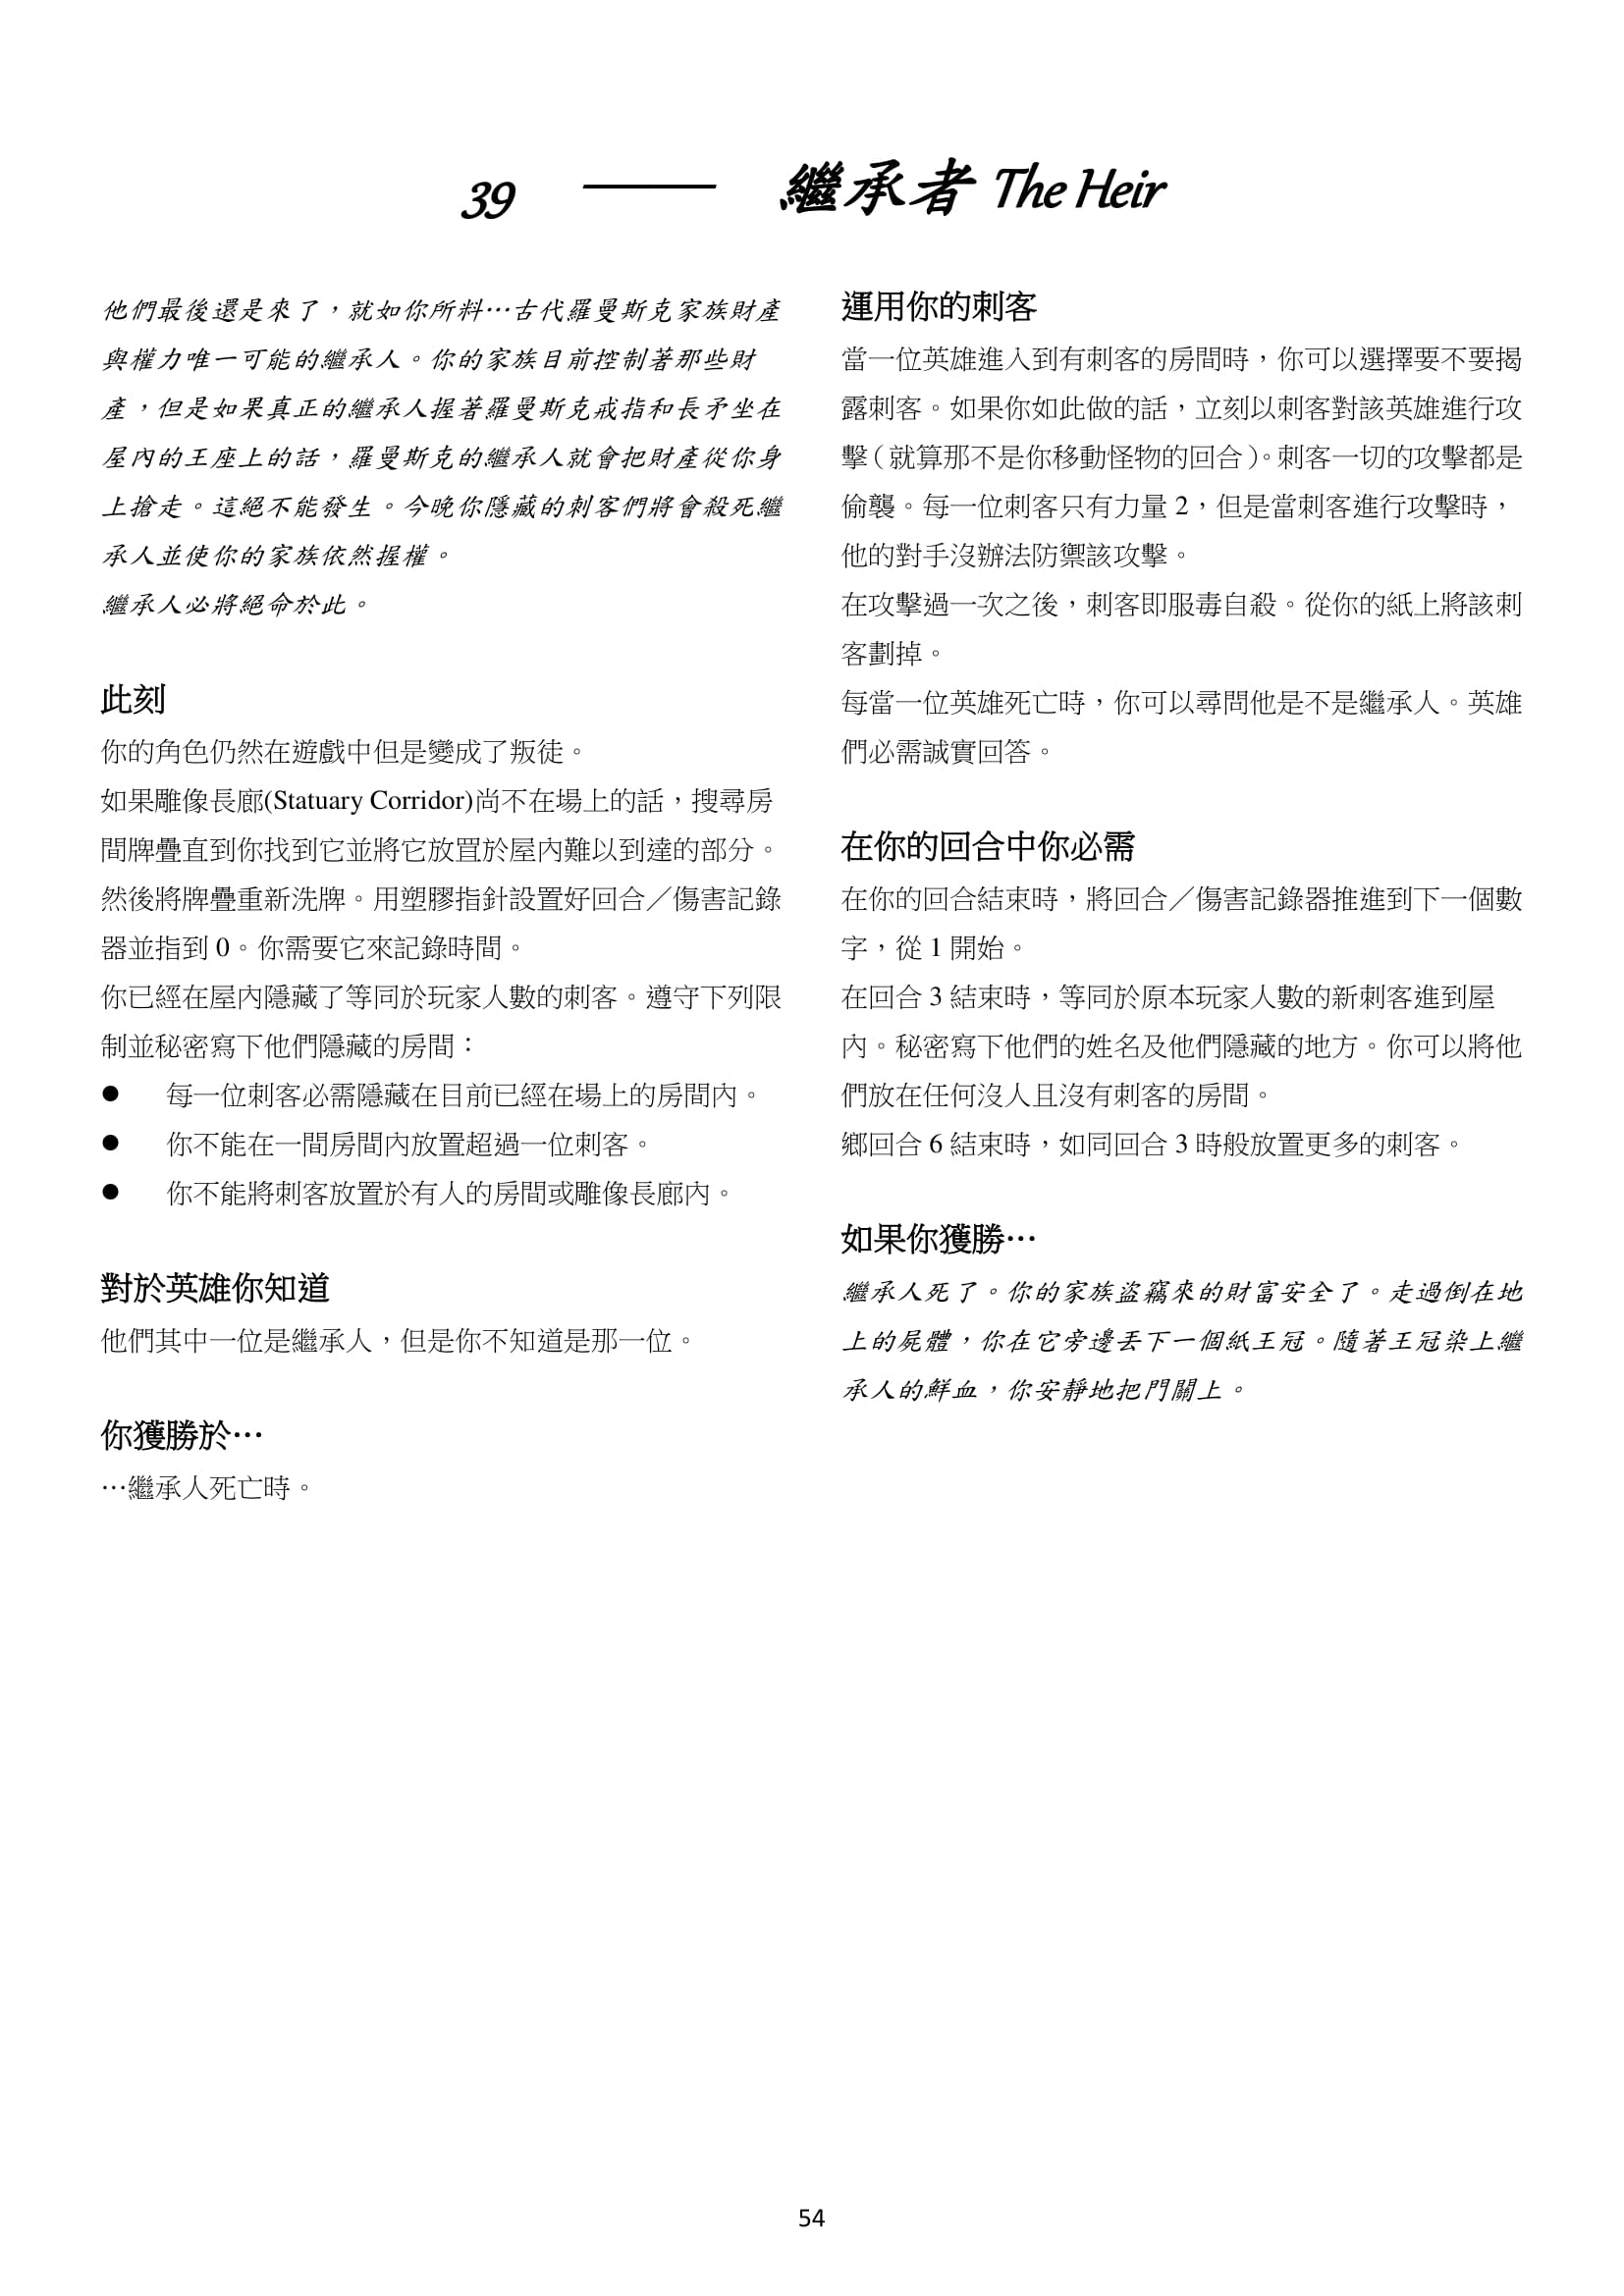 39 —— 繼承者 The Heir
他們最後還是來了，就如你所料…古代羅曼斯克家族財產
與權力唯一可能的繼承人。你的家族目前控制著那些財
產，但是如果真正的繼承人握著羅曼斯克戒指和長矛坐在
屋內的王座上的話，羅曼斯克的繼承人就會把財產從你身
上搶走。這絕不能發生。今晚你隱藏的刺客們將會殺死繼
承人並使你的家族依然握權。
繼承人必將絕命於此。
此刻
你的角色仍然在遊戲中但是變成了叛徒。
如果雕像長廊(Statuary Corridor)尚不在場上的話，搜尋房
間牌疊直到你找到它並將它放罝於屋內難以到達的部分。
然後將牌疊重新洗牌。用塑膠指針設置好回合／傷害記錄
器並指到 0。你需要它來記錄時間。
你已經在屋內隱藏了等同於玩家人數的刺客。遵守下列限
制並秘密寫下他們隱藏的房間：
● 每一位刺客必需隱藏在目前已經在場上的房間內。
● 你不能在一間房間內放置超過一位刺客。
● 你不能將刺客放置於有人的房間或雕像長廊內。
對於英雄你知道
他們其中一位是繼承人，但是你不知道是那一位。
你獲勝於…
…繼承人死亡時。
運用你的刺客
當一位英雄進入到有刺客的房間時，你可以選擇要不要揭
露刺客。如果你如此做的話，立刻以刺客對該英雄進行攻
擊（就算那不是你移動怪物的回合）。刺客一切的攻擊都是
偷襲。每一位刺客只有力量 2，但是當刺客進行攻擊時，
他的對手沒辦法防禦該攻擊。
在攻擊過一次之後，刺客即服毒自殺。從你的紙上將該刺
客劃掉。
每當一位英雄死亡時，你可以尋問他是不是繼承人。英雄
們必需誠實回答。
在你的回合中你必需
在你的回合結束時，將回合／傷害記錄器推進到下一個數
字，從 1 開始。
在回合 3 結束時，等同於原本玩家人數的新刺客進到屋
內。秘密寫下他們的姓名及他們隱藏的地方。你可以將他
們放在任何沒人且沒有刺客的房間。
鄉回合 6 結束時，如同回合 3 時般放置更多的刺客。
如果你獲勝…
繼承人死了。你的家族盜竊來的財富安全了。走過倒在地
上的屍體，你在它旁邊丟下一個紙王冠。隨著王冠染上繼
承人的鮮血，你安靜地把門關上。
54